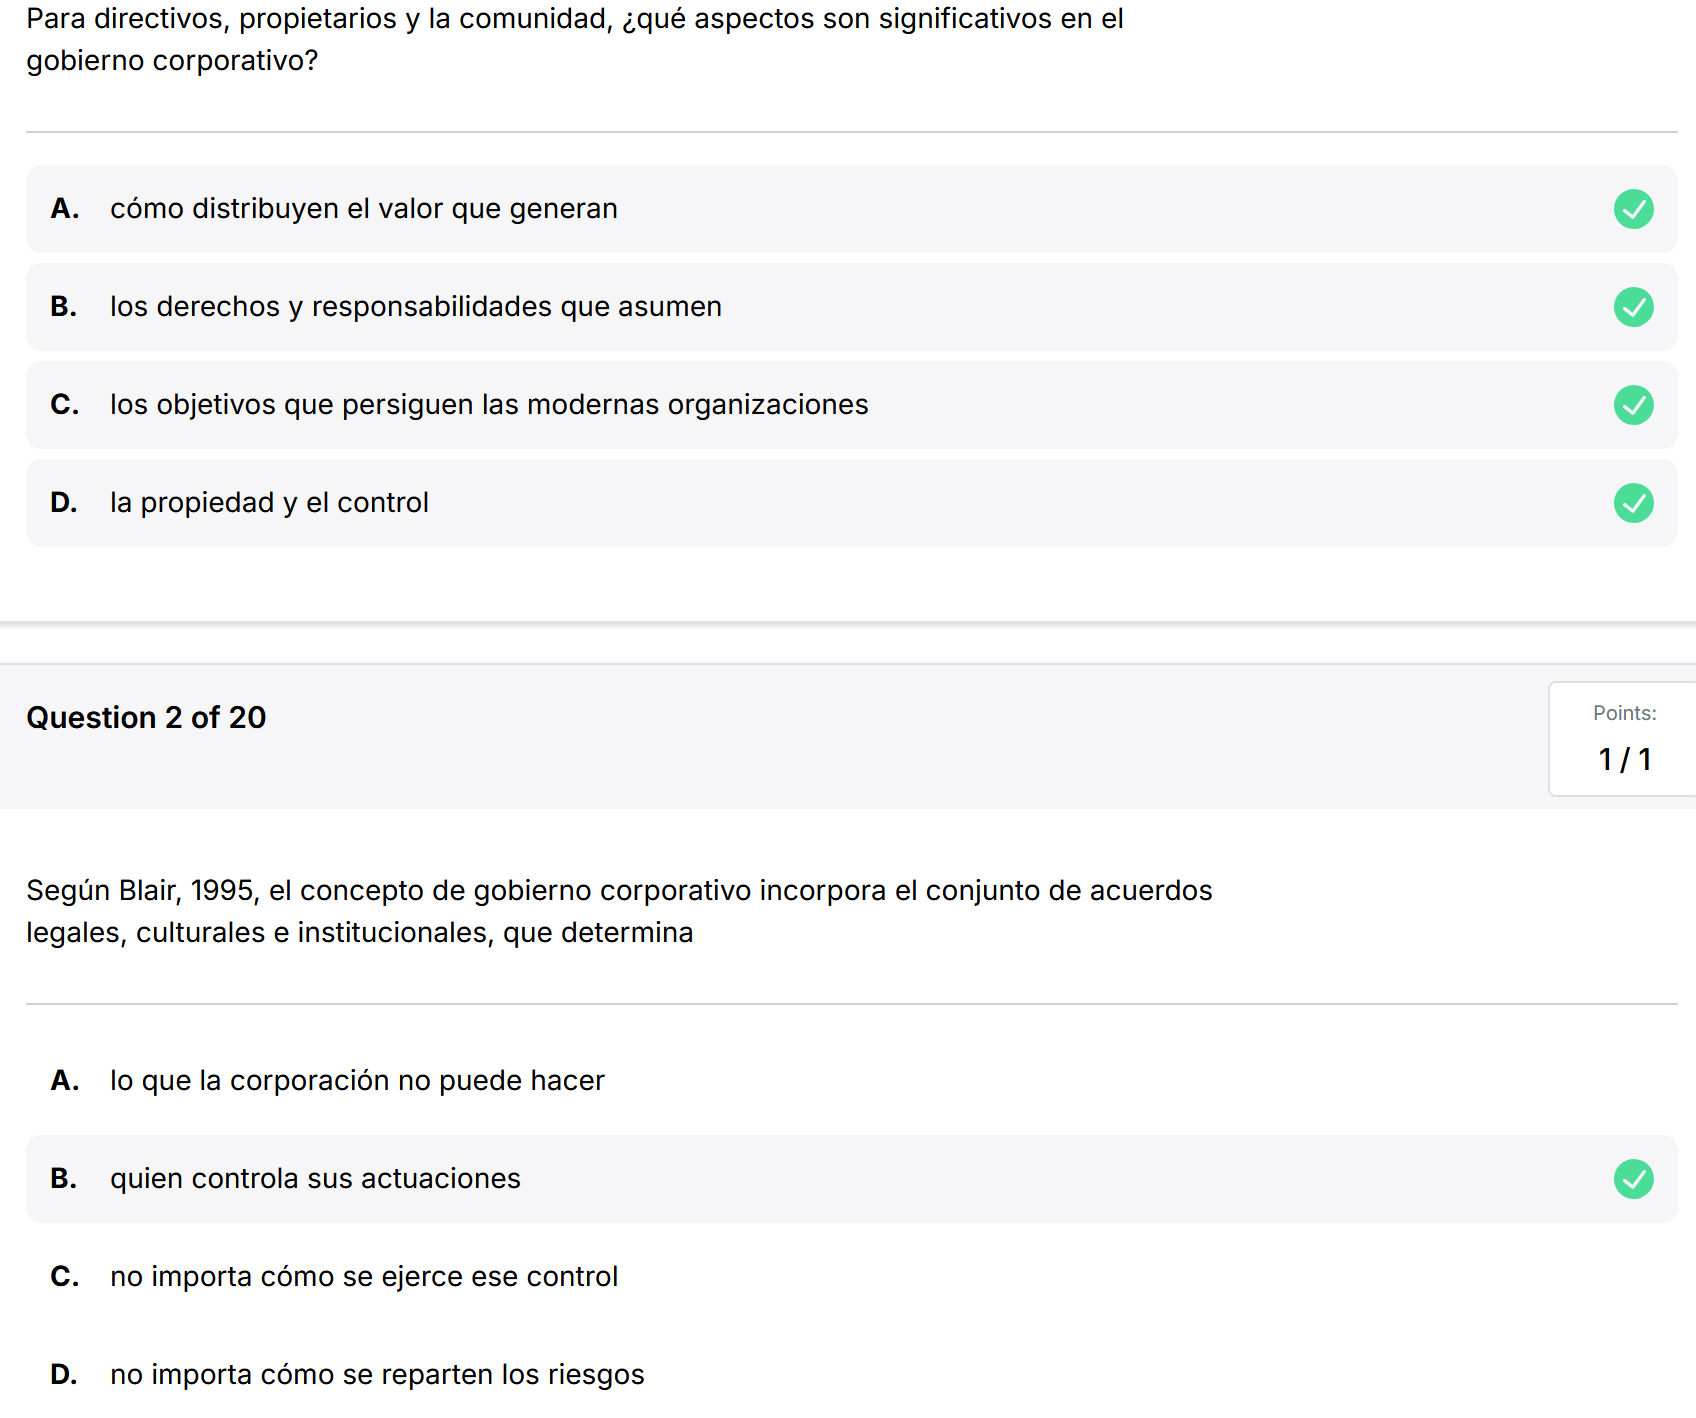 Para directivos, propietarios y la comunidad, ¿qué aspectos son significativos en el
gobierno corporativo?
A. cómo distribuyen el valor que generan
B. los derechos y responsabilidades que asumen
C. los objetivos que persiguen las modernas organizaciones
D. la propiedad y el control
Question 2 of 20
Points:
1 / 1
Según Blair, 1995, el concepto de gobierno corporativo incorpora el conjunto de acuerdos
legales, culturales e institucionales, que determina
A. lo que la corporación no puede hacer
B. quien controla sus actuaciones
C. no importa cómo se ejerce ese control
D. no importa cómo se reparten los riesgos